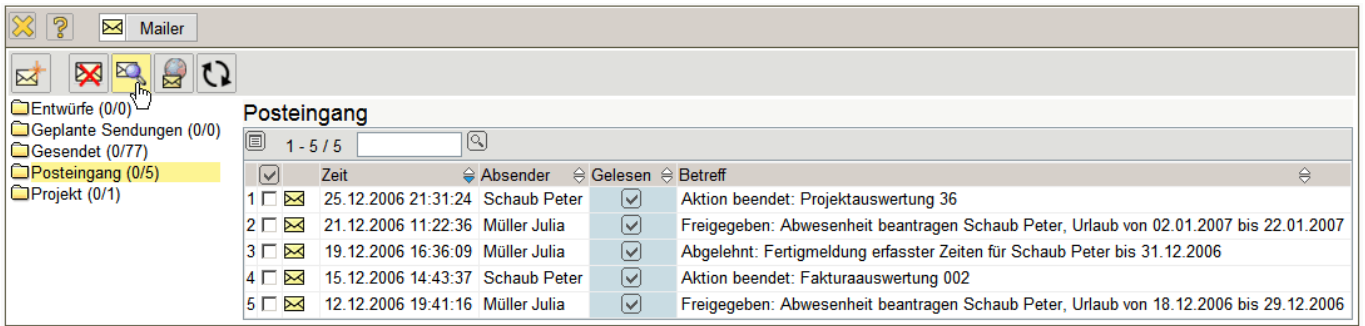 Mailer
Entwürfe (0/0)
Geplante Sendungen (0/0)
Gesendet (0/77)
Posteingang (0/5)
Projekt (0/1)
Posteingang
1 - 5 / 5
Zeit Absender Gelesen Betreff
1 25.12.2006 21:31:24 Schaub Peter Aktion beendet: Projektauswertung 36
2 21.12.2006 11:22:36 Müller Julia Freigegeben: Abwesenheit beantragen Schaub Peter, Urlaub von 02.01.2007 bis 22.01.2007
3 19.12.2006 16:36:09 Müller Julia Abgelehnt: Fertigmeldung erfasster Zeiten für Schaub Peter bis 31.12.2006
4 15.12.2006 14:43:37 Schaub Peter Aktion beendet: Fakturaauswertung 002
5 12.12.2006 19:41:16 Müller Julia Freigegeben: Abwesenheit beantragen Schaub Peter, Urlaub von 18.12.2006 bis 29.12.2006